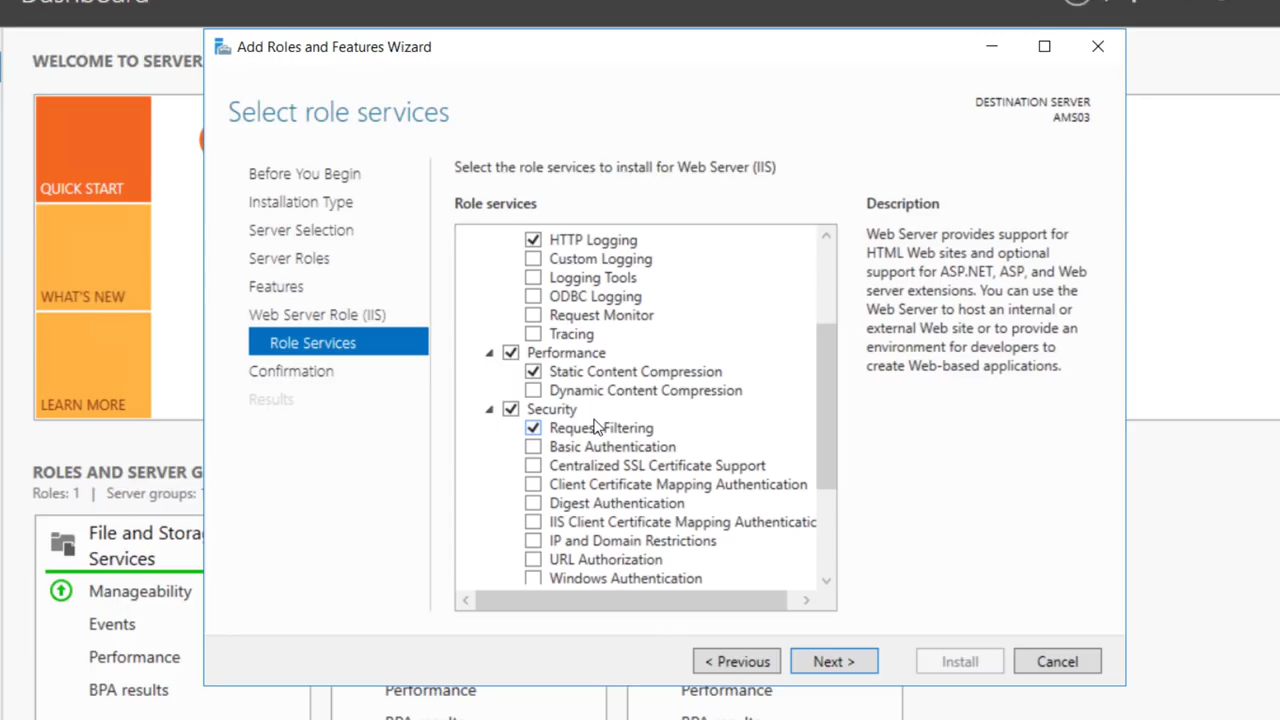 WELCOME TO SERVER
QUICK START
WHAT'S NEW
LEARN MORE
ROLES AND SERVER G
Roles: 1 | Server groups:
File and Stora
Services
Manageability
Events
Performance
BPA results
Add Roles and Features Wizard
Select role services
DESTINATION SERVER
AMS03
Before You Begin
Installation Type
Server Selection
Server Roles
Features
Web Server Role (IIS)
Role Services
Confirmation
Results
Select the role services to install for Web Server (IIS)
Role services
HTTP Logging
Custom Logging
Logging Tools
ODBC Logging
Request Monitor
Tracing
Performance
Static Content Compression
Dynamic Content Compression
Security
Request Filtering
Basic Authentication
Centralized SSL Certificate Support
Client Certificate Mapping Authentication
Digest Authentication
IIS Client Certificate Mapping Authenticatic
IP and Domain Restrictions
URL Authorization
Windows Authentication
Description
Web Server provides support for
HTML Web sites and optional
support for ASP.NET, ASP, and Web
server extensions. You can use the
Web Server to host an internal or
external Web site or to provide an
environment for developers to
create Web-based applications.
< Previous
Next >
Install
Cancel
Performance
Performance